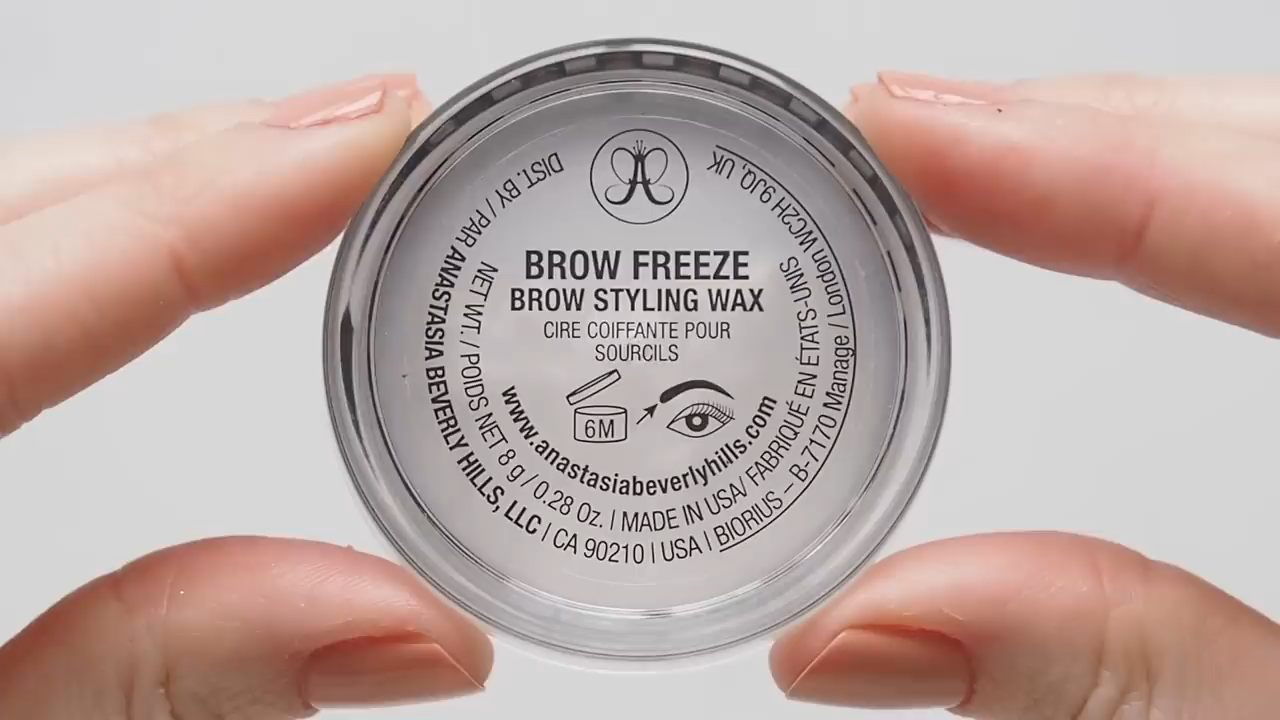 BROW FREEZE
BROW STYLING WAX
CIRE COIFFANTE POUR
SOURCILS
6M
www.anastasiabeverlyhills.com
NET WT. / POIDS NET 8 g / 0.28 Oz. | MADE IN USA/ FABRIQUÉ EN ÉTATS-UNIS
DIST. BY / PAR ANASTASIA BEVERLY HILLS, LLC | CA 90210 | USA | BIORIUS – B-7170 Manage / London WC2H 9JQ, UK